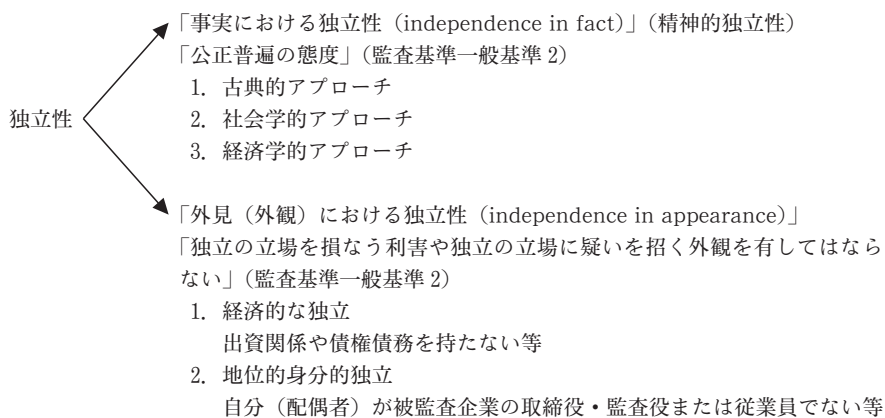 「事実における独立性（independence in fact）」（精神的独立性）
「公正普遍の態度」（監査基準一般基準 2）
1. 古典的アプローチ
独立性
2. 社会学的アプローチ
3. 経済学的アプローチ
「外見（外観）における独立性（independence in appearance）」
「独立の立場を損なう利害や独立の立場に疑いを招く外観を有してはなら
ない」（監査基準一般基準 2）
1. 経済的な独立
出資関係や債権債務を持たない等
2. 地位的身分的独立
自分（配偶者）が被監査企業の取締役・監査役または従業員でない等